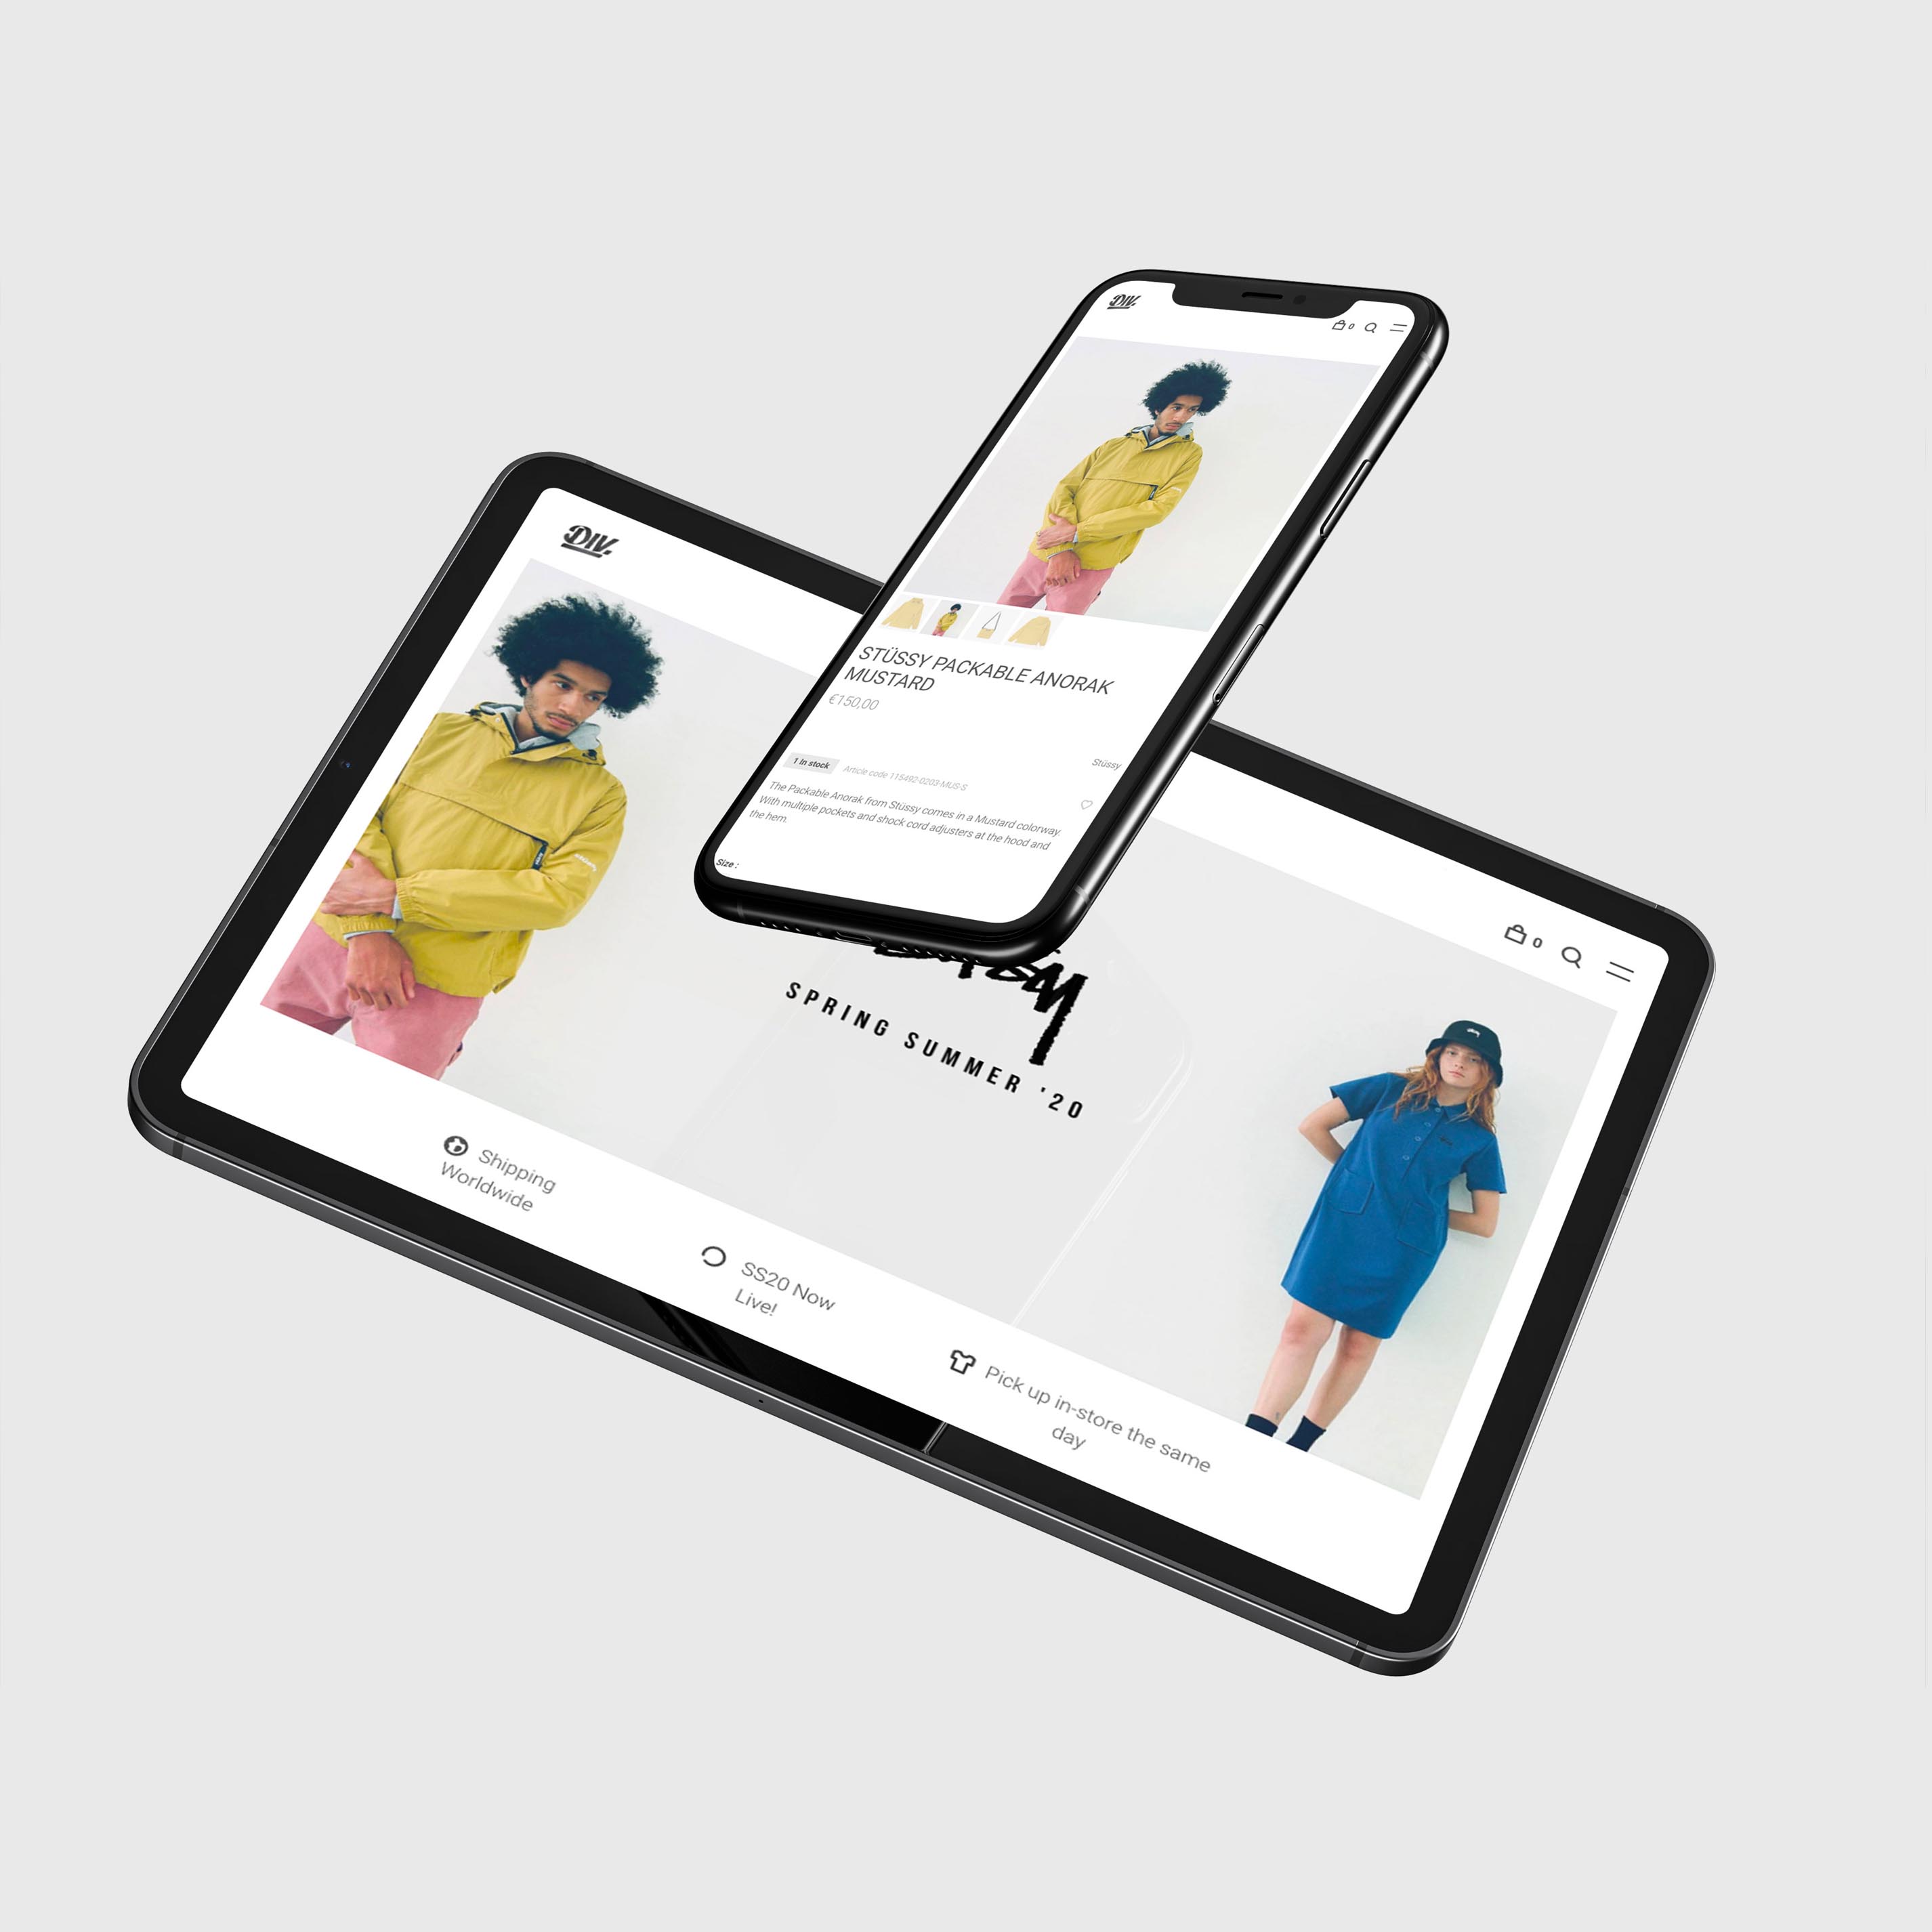 DIV.
0
STÜSSY PACKABLE ANORAK
MUSTARD
€150,00
Stüssy
1 In stock
Article code 115492-0203-MUS-S
The Packable Anorak from Stüssy comes in a Mustard colorway.
With multiple pockets and shock cord adjusters at the hood and
the hem.
Size :
DIV.
0
SPRING SUMMER '20
Shipping
Worldwide
SS20 Now
Live!
Pick up in-store the same
day